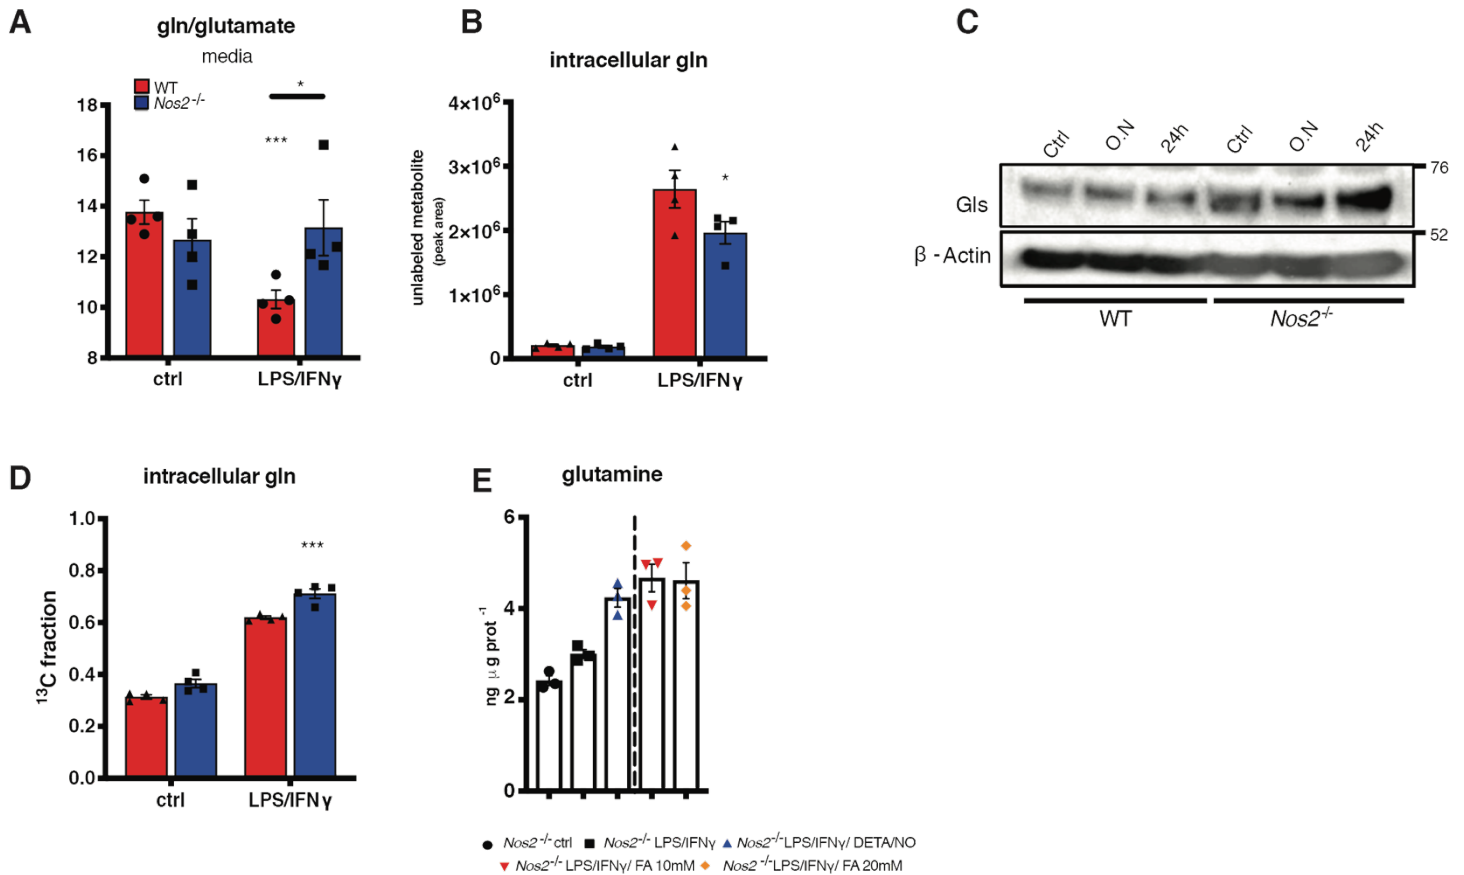 A
gln/glutamate
media
WT
Nos2-/-
*
***
18
16
14
12
10
8
ctrl
LPS/IFNγ
B
intracellular gln
unlabeled metabolite
(peak area)
4×10⁶
3×10⁶
2×10⁶
1×10⁶
0
*
ctrl
LPS/IFNγ
C
Ctrl
O.N
24h
Ctrl
O.N
24h
76
Gls
52
β - Actin
WT
Nos2-/-
D
intracellular gln
¹³C fraction
1.0
0.8
0.6
0.4
0.2
0.0
***
ctrl
LPS/IFNγ
E
glutamine
ng µg prot ⁻¹
6
4
2
0
Nos2-/- ctrl
Nos2-/- LPS/IFNγ
Nos2-/- LPS/IFNγ/ DETA/NO
Nos2-/- LPS/IFNγ/ FA 10mM
Nos2-/- LPS/IFNγ/ FA 20mM